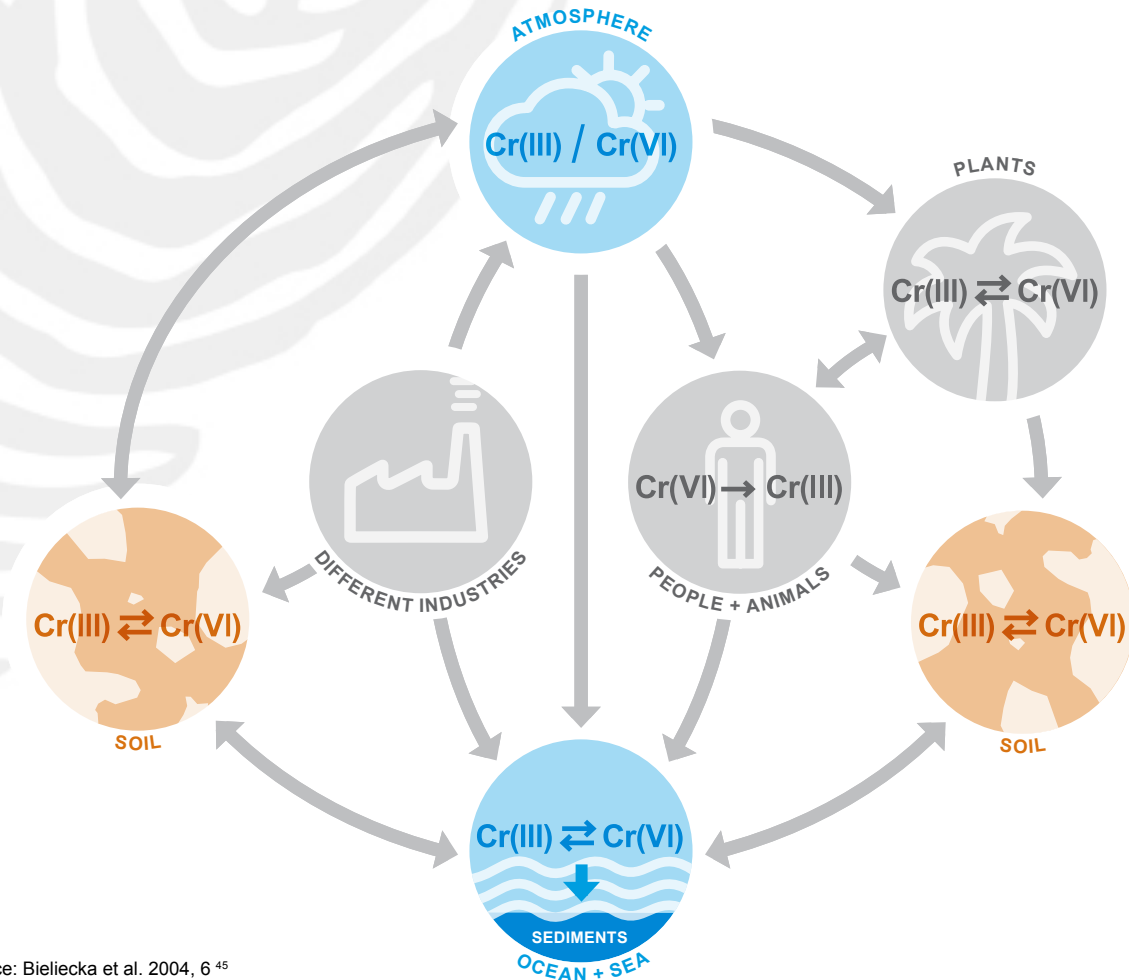 ATMOSPHERE
Cr(III) / Cr(VI)
PLANTS
Cr(III) ⇄ Cr(VI)
Cr(VI) → Cr(III)
DIFFERENT INDUSTRIES
PEOPLE + ANIMALS
Cr(III) ⇄ Cr(VI)
SOIL
Cr(III) ⇄ Cr(VI)
SOIL
Cr(III) ⇄ Cr(VI)
SEDIMENTS
OCEAN + SEA
ce: Bieliecka et al. 2004, 6 45